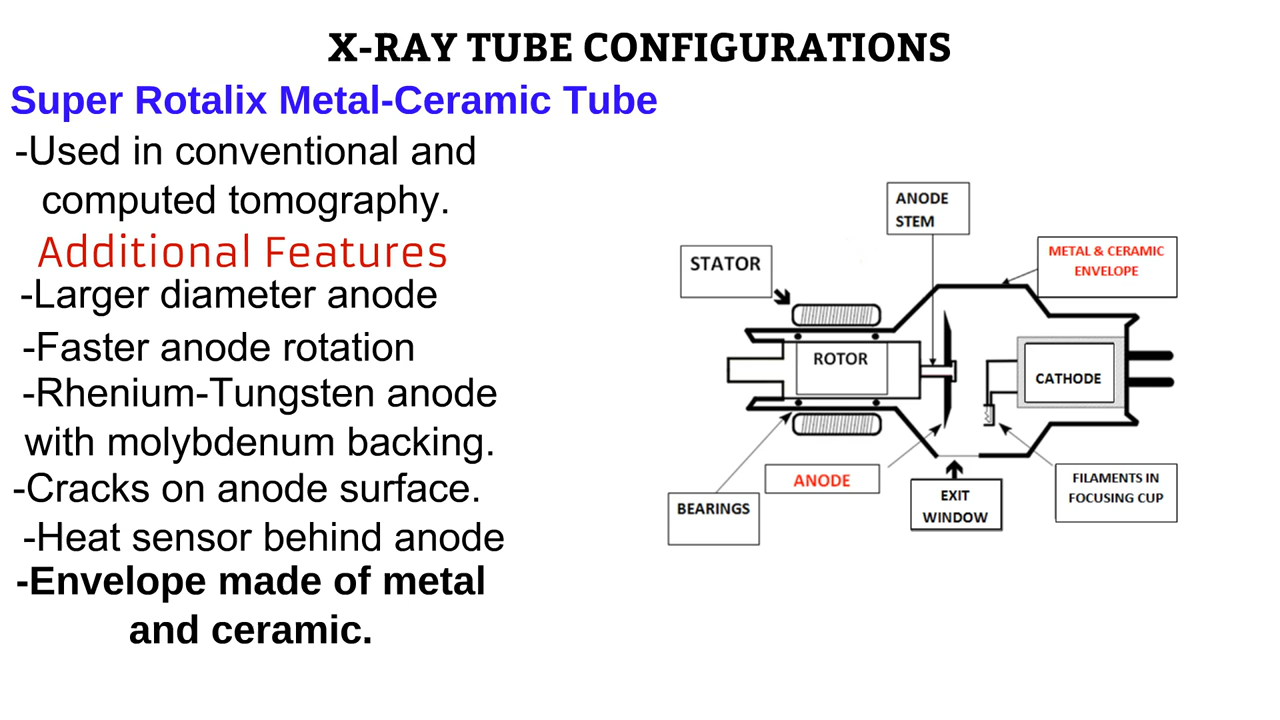 X-RAY TUBE CONFIGURATIONS
Super Rotalix Metal-Ceramic Tube
-Used in conventional and
computed tomography.
Additional Features
-Larger diameter anode
-Faster anode rotation
-Rhenium-Tungsten anode
with molybdenum backing.
-Cracks on anode surface.
-Heat sensor behind anode
-Envelope made of metal
and ceramic.
ANODE
STEM
STATOR
METAL & CERAMIC
ENVELOPE
ROTOR
CATHODE
ANODE
BEARINGS
EXIT
WINDOW
FILAMENTS IN
FOCUSING CUP